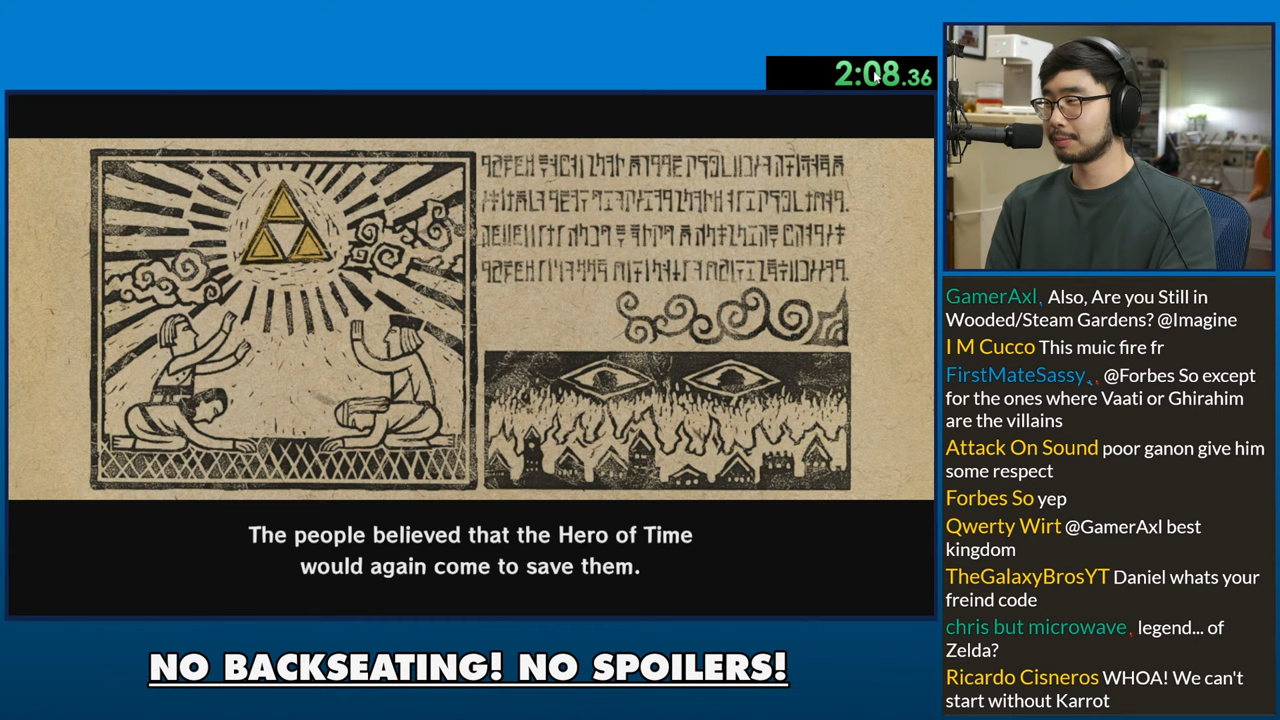 2:08.36
The people believed that the Hero of Time
would again come to save them.
NO BACKSEATING! NO SPOILERS!
GamerAxl Also, Are you Still in
Wooded/Steam Gardens? @Imagine
I M Cucco This muic fire fr
FirstMateSassy @Forbes So except
for the ones where Vaati or Ghirahim
are the villains
Attack On Sound poor ganon give him
some respect
Forbes So yep
Qwerty Wirt @GamerAxl best
kingdom
TheGalaxyBrosYT Daniel whats your
freind code
chris but microwave legend... of
Zelda?
Ricardo Cisneros WHOA! We can't
start without Karrot